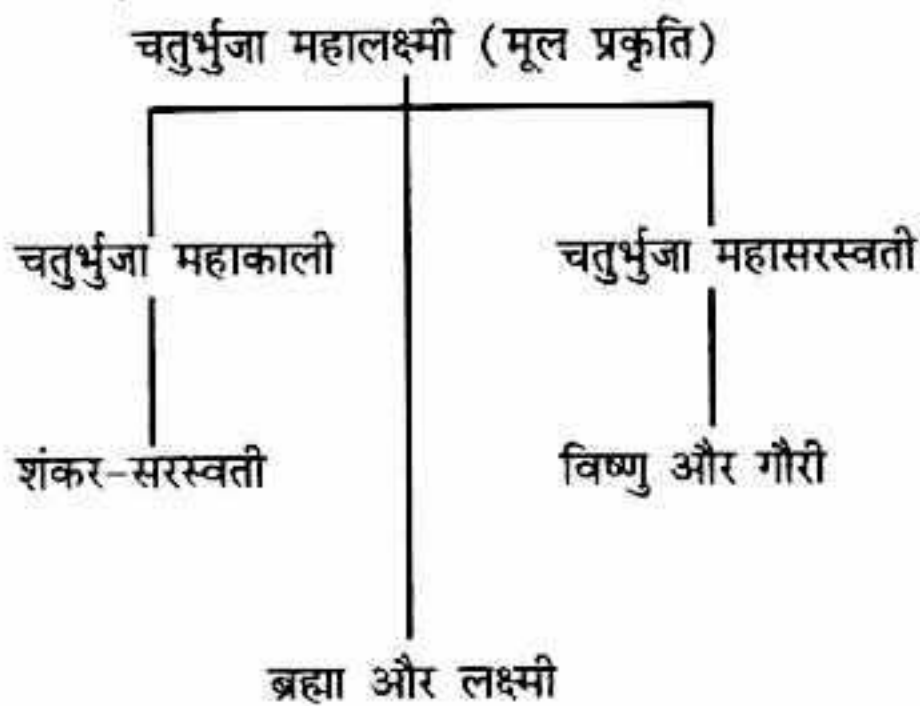 चतुर्भुजा महालक्ष्मी (मूल प्रकृति)
चतुर्भुजा महाकाली
चतुर्भुजा महासरस्वती
शंकर-सरस्वती
विष्णु और गौरी
ब्रह्मा और लक्ष्मी